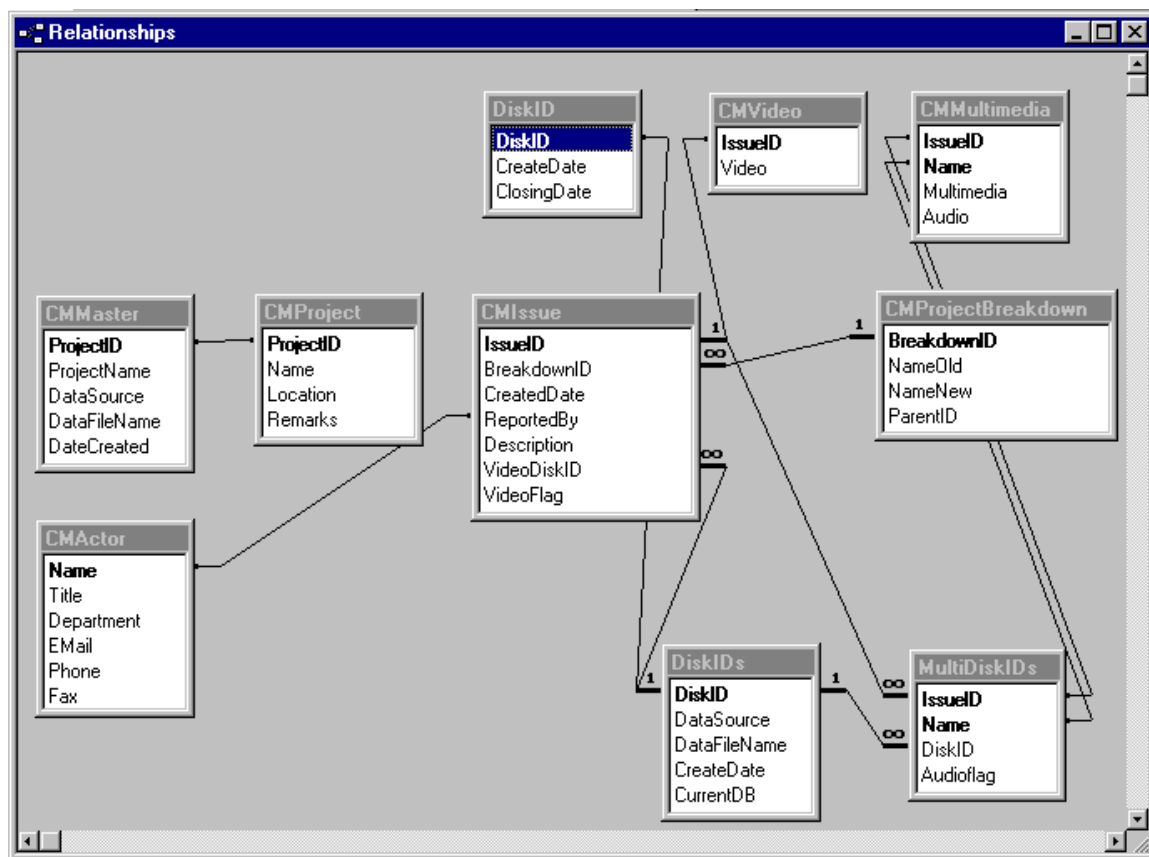 Relationships
DiskID
DiskID
CreateDate
ClosingDate
CMVideo
IssueID
Video
CMMultimedia
IssueID
Name
Multimedia
Audio
CMMaster
ProjectID
ProjectName
DataSource
DataFileName
DateCreated
CMProject
ProjectID
Name
Location
Remarks
CMIssue
IssueID
BreakdownID
CreatedDate
ReportedBy
Description
VideoDiskID
VideoFlag
1
∞
∞
1
CMProjectBreakdown
BreakdownID
NameOld
NameNew
ParentID
CMActor
Name
Title
Department
EMail
Phone
Fax
1
DiskIDs
DiskID
DataSource
DataFileName
CreateDate
CurrentDB
1
∞
∞
MultiDiskIDs
IssueID
Name
DiskID
Audioflag